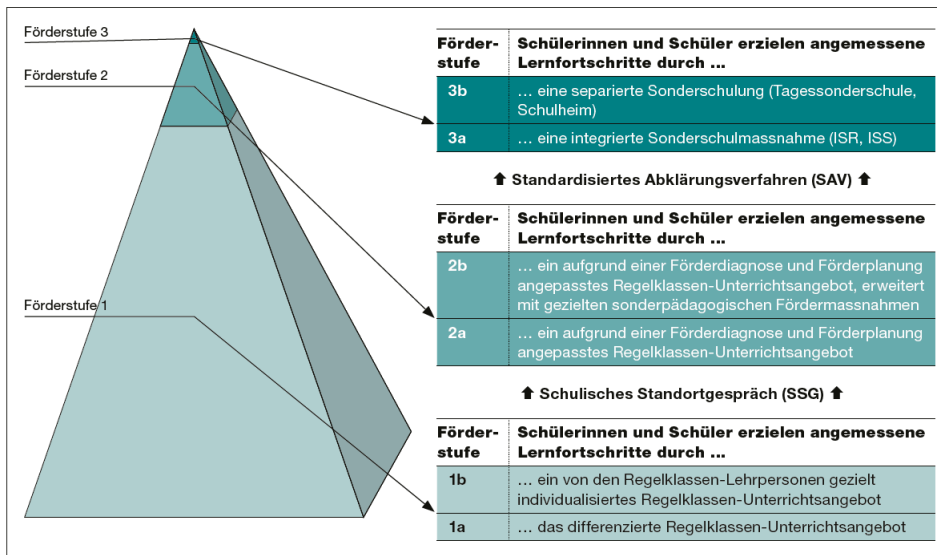 Förderstufe 3
Förderstufe 2
Förderstufe 1
Förder-
stufe
Schülerinnen und Schüler erzielen angemessene
Lernfortschritte durch ...
3b
... eine separierte Sonderschulung (Tagessonderschule,
Schulheim)
3a
... eine integrierte Sonderschulmassnahme (ISR, ISS)
⬆ Standardisiertes Abklärungsverfahren (SAV) ⬆
Förder-
stufe
Schülerinnen und Schüler erzielen angemessene
Lernfortschritte durch ...
2b
... ein aufgrund einer Förderdiagnose und Förderplanung
angepasstes Regelklassen-Unterrichtsangebot, erweitert
mit gezielten sonderpädagogischen Fördermassnahmen
2a
... ein aufgrund einer Förderdiagnose und Förderplanung
angepasstes Regelklassen-Unterrichtsangebot
⬆ Schulisches Standortgespräch (SSG) ⬆
Förder-
stufe
Schülerinnen und Schüler erzielen angemessene
Lernfortschritte durch ...
1b
... ein von den Regelklassen-Lehrpersonen gezielt
individualisiertes Regelklassen-Unterrichtsangebot
1a
... das differenzierte Regelklassen-Unterrichtsangebot